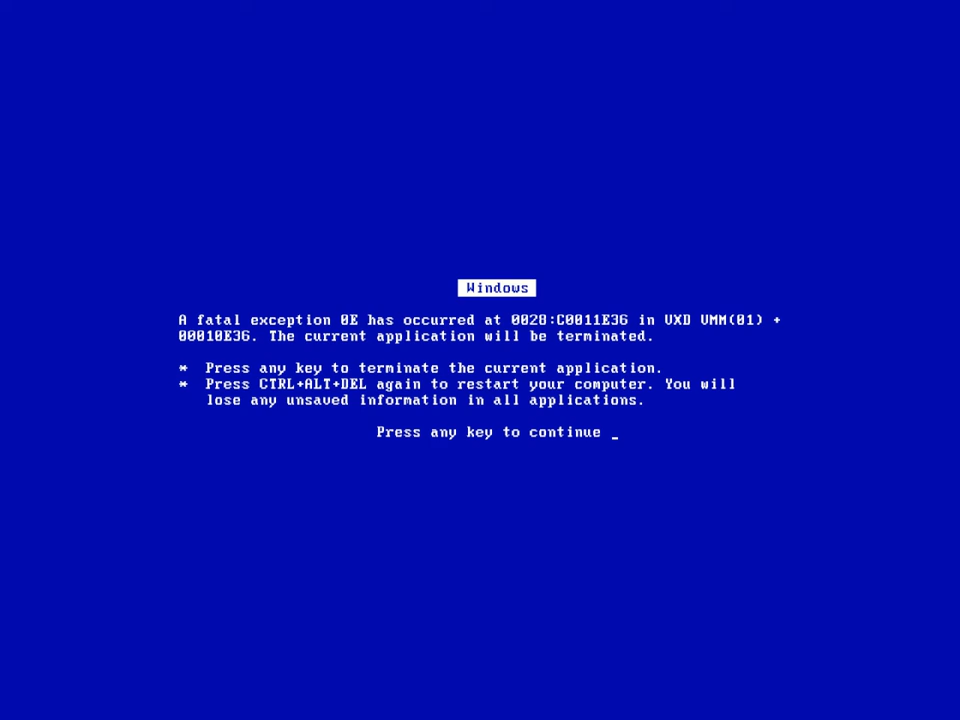 Windows
A fatal exception 0E has occurred at 0028:C0011E36 in VXD VMM(01) +
00010E36. The current application will be terminated.
* Press any key to terminate the current application.
* Press CTRL+ALT+DEL again to restart your computer. You will
lose any unsaved information in all applications.
Press any key to continue _